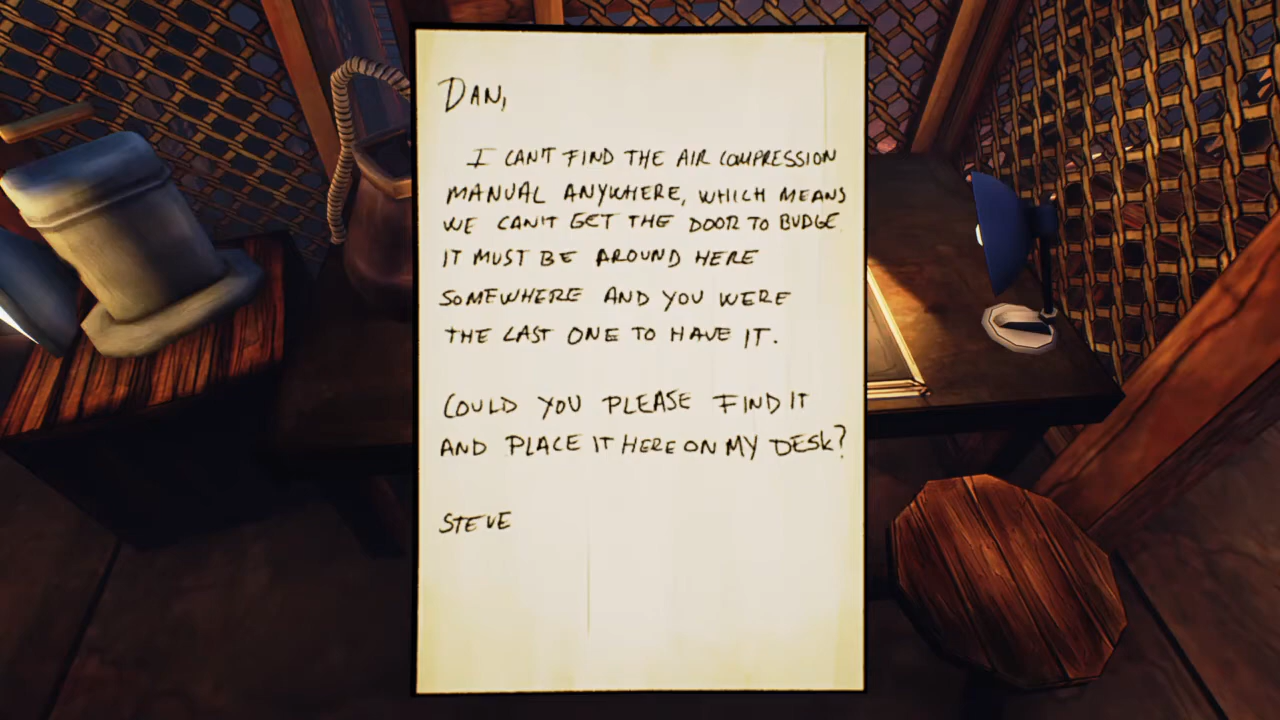 DAN,
I CAN'T FIND THE AIR COMPRESSION
MANUAL ANYWHERE, WHICH MEANS
WE CAN'T GET THE DOOR TO BUDGE.
IT MUST BE AROUND HERE
SOMEWHERE AND YOU WERE
THE LAST ONE TO HAVE IT.
COULD YOU PLEASE FIND IT
AND PLACE IT HERE ON MY DESK?
STEVE